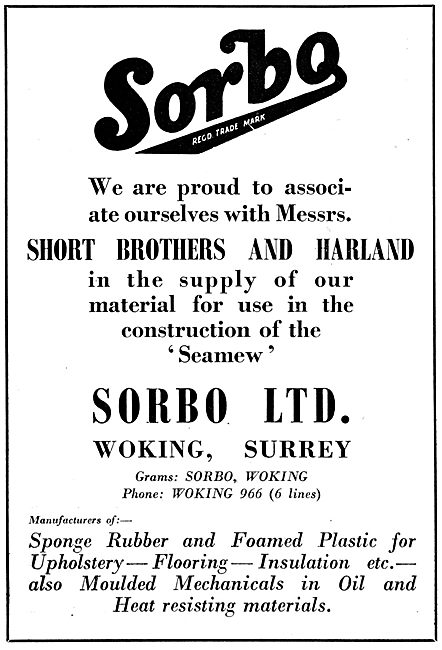 Sorbo
REGD TRADE MARK
We are proud to associ-
ate ourselves with Messrs.
SHORT BROTHERS AND HARLAND
in the supply of our
material for use in the
construction of the
‘Seamew’
SORBO LTD.
WOKING, SURREY
Grams: SORBO, WOKING
Phone: WOKING 966 (6 lines)
Manufacturers of:—
Sponge Rubber and Foamed Plastic for
Upholstery—Flooring—Insulation etc.—
also Moulded Mechanicals in Oil and
Heat resisting materials.